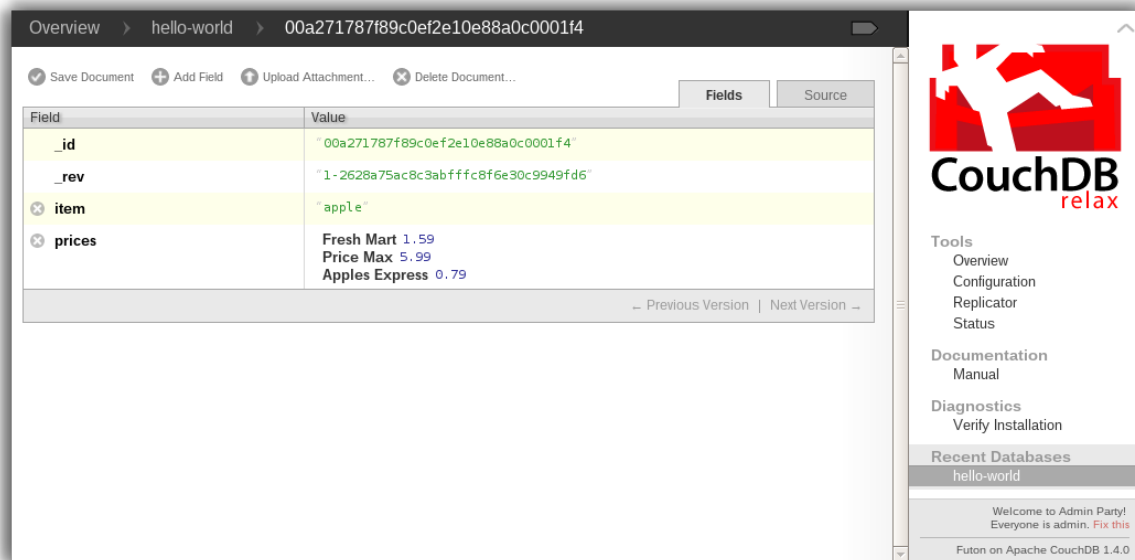 Overview hello-world 00a271787f89c0ef2e10e88a0c0001f4
Save Document Add Field Upload Attachment… Delete Document…
Fields Source
Field Value
_id "00a271787f89c0ef2e10e88a0c0001f4"
_rev "1-2628a75ac8c3abfffc8f6e30c9949fd6"
item "apple"
prices Fresh Mart 1.59
Price Max 5.99
Apples Express 0.79
← Previous Version | Next Version →
CouchDB
relax
Tools
Overview
Configuration
Replicator
Status
Documentation
Manual
Diagnostics
Verify Installation
Recent Databases
hello-world
Welcome to Admin Party!
Everyone is admin. Fix this
Futon on Apache CouchDB 1.4.0